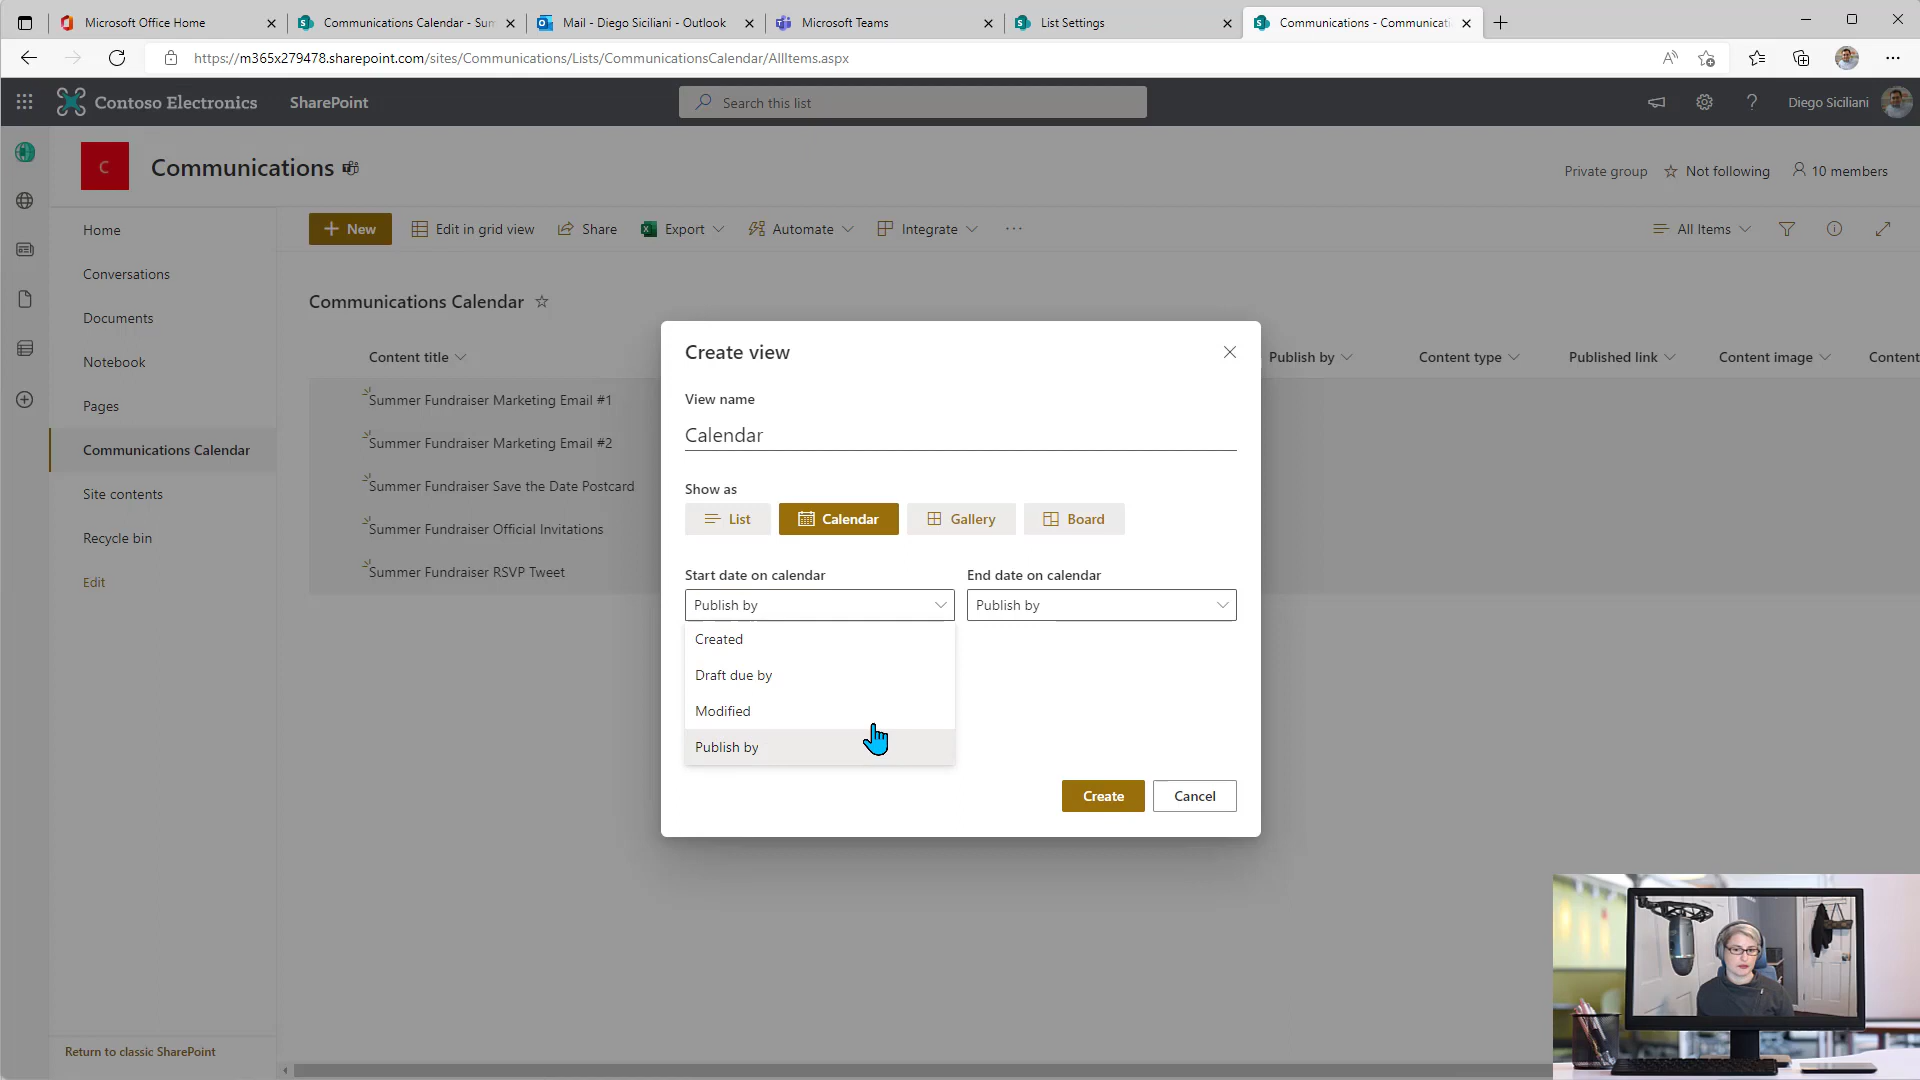 Microsoft Office Home
Communications Calendar - Sum
Mail - Diego Siciliani - Outlook
Microsoft Teams
List Settings
Communications - Communicati
https://m365x279478.sharepoint.com/sites/Communications/Lists/CommunicationsCalendar/AllItems.aspx
Contoso Electronics
SharePoint
Search this list
Diego Siciliani
C
Communications
Private group
Not following
10 members
Home
Conversations
Documents
Notebook
Pages
Communications Calendar
Site contents
Recycle bin
Edit
Return to classic SharePoint
New
Edit in grid view
Share
Export
Automate
Integrate
All Items
Communications Calendar
Content title
Publish by
Content type
Published link
Content image
Content
Summer Fundraiser Marketing Email #1
Summer Fundraiser Marketing Email #2
Summer Fundraiser Save the Date Postcard
Summer Fundraiser Official Invitations
Summer Fundraiser RSVP Tweet
Create view
View name
Calendar
Show as
List
Calendar
Gallery
Board
Start date on calendar
End date on calendar
Publish by
Publish by
Created
Draft due by
Modified
Publish by
Create
Cancel